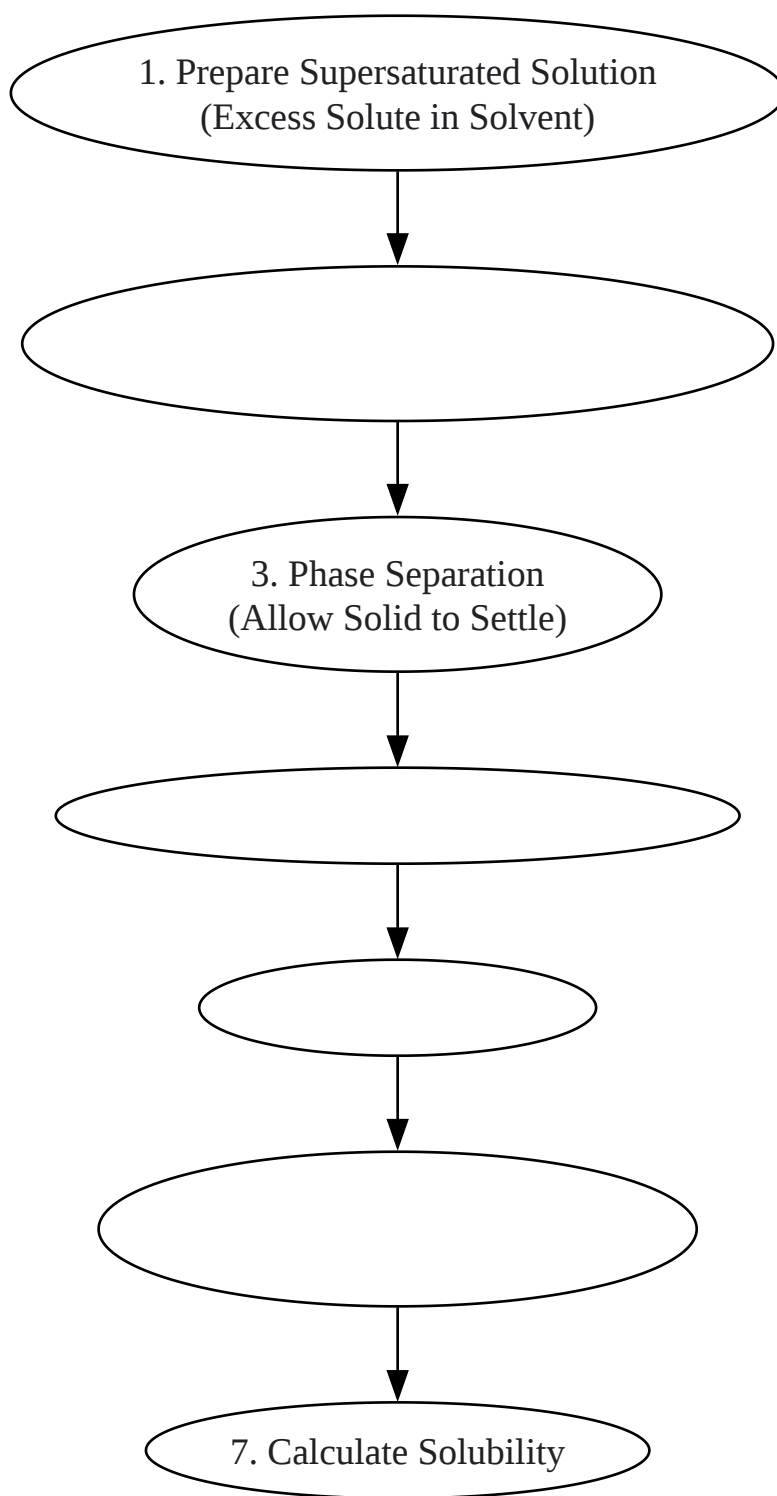 1. Prepare Supersaturated Solution
(Excess Solute in Solvent)
3. Phase Separation
(Allow Solid to Settle)
7. Calculate Solubility